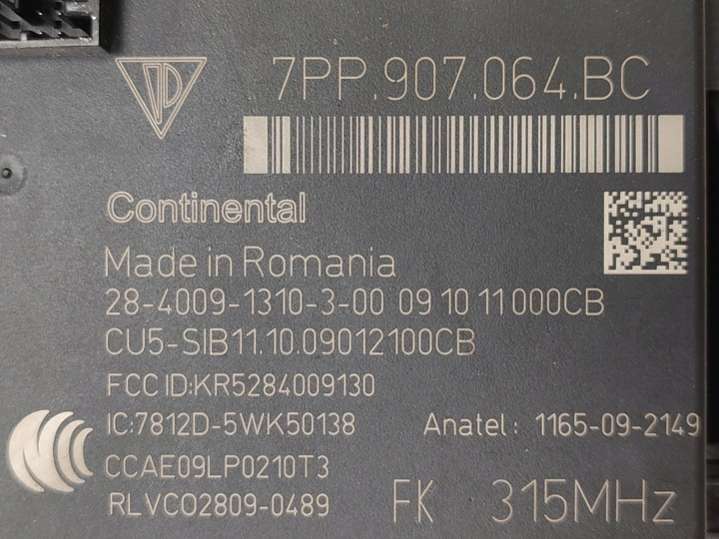 7PP.907.064.BC
Continental
Made in Romania
28-4009-1310-3-00 09 10 11 000CB
CU5-SIB11.10.09012100CB
FCC ID:KR5284009130
IC:7812D-5WK50138 Anatel: 1165-09-2149
CCAE09LP0210T3
RLVCO2809-0489 FK 315MHz